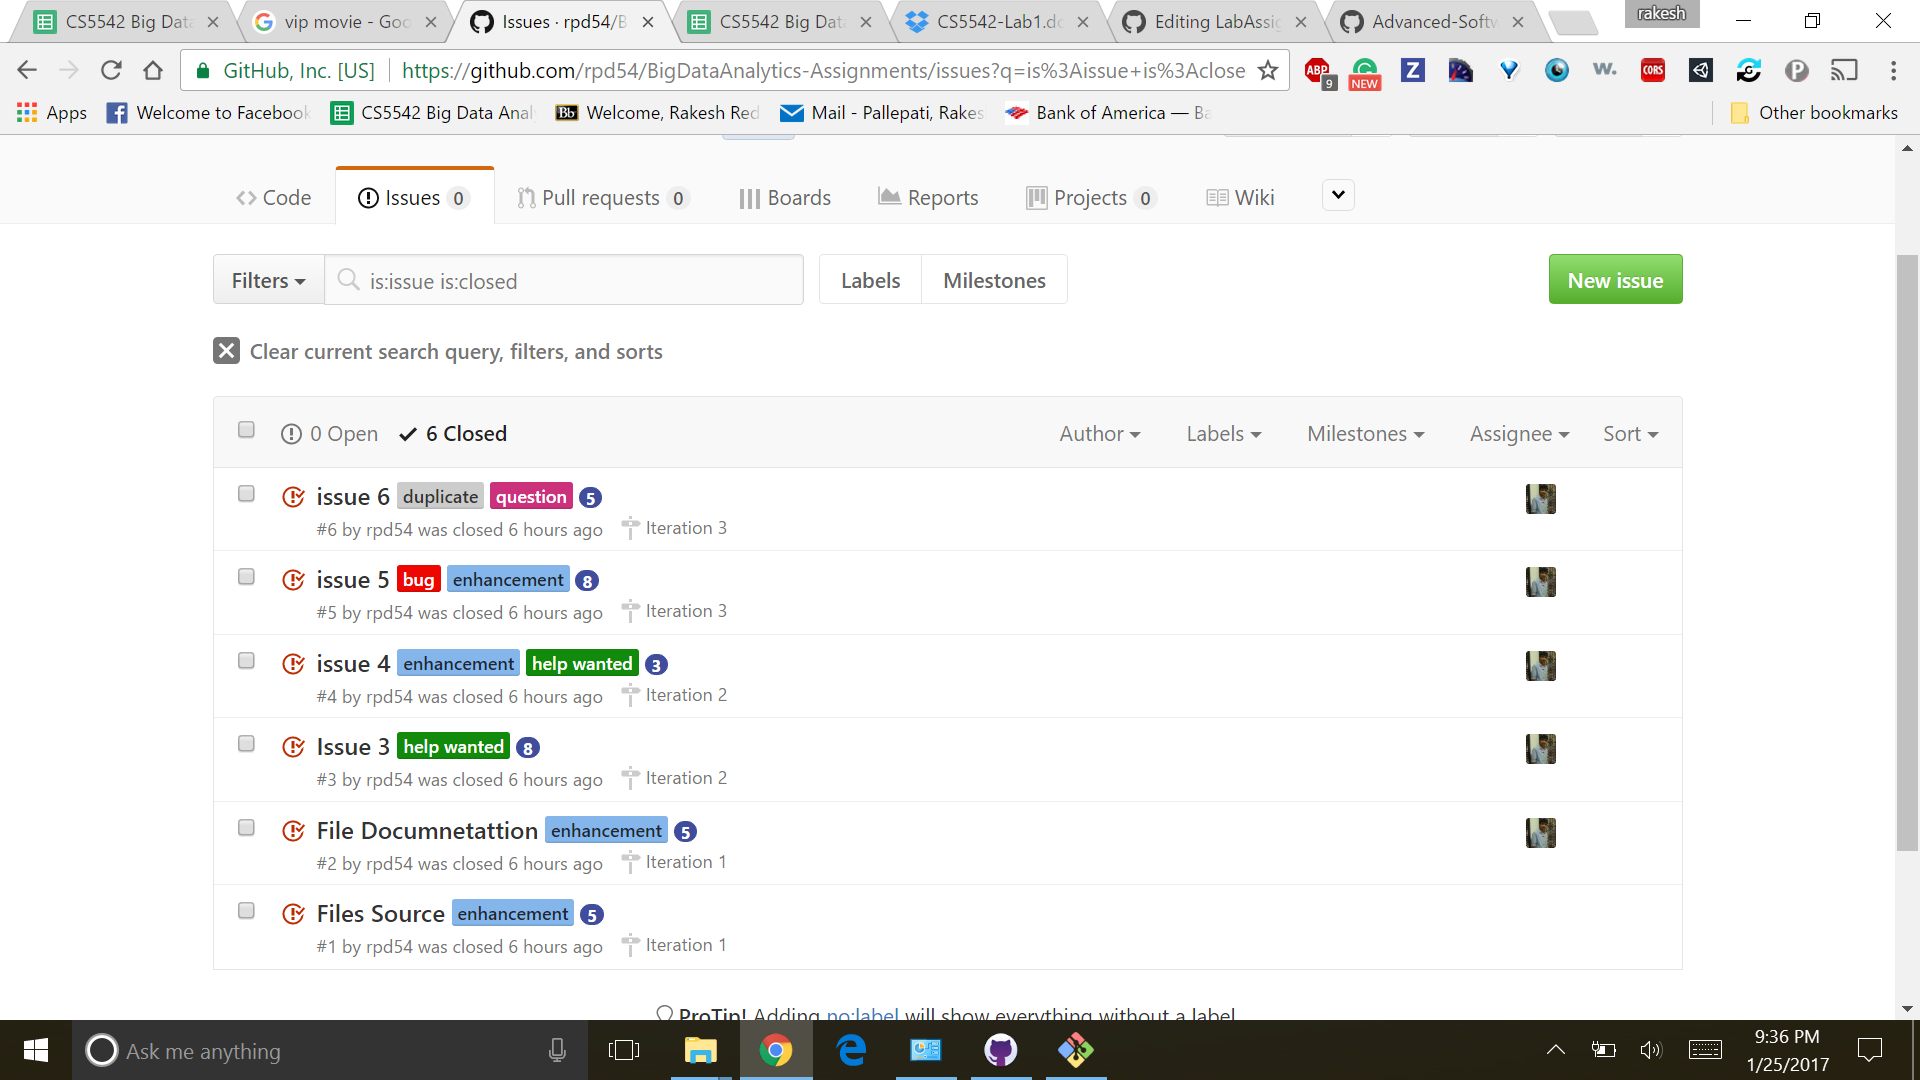 CS5542 Big Data
vip movie - Goo
Issues · rpd54/B
CS5542 Big Data
CS5542-Lab1.do
Editing LabAssig
Advanced-Softw
rakesh
GitHub, Inc. [US]
https://github.com/rpd54/BigDataAnalytics-Assignments/issues?q=is%3Aissue+is%3Aclose
ABP 9
NEW
Z
w.
CORS
P
Apps
Welcome to Facebook
CS5542 Big Data Anal
Bb Welcome, Rakesh Red
Mail - Pallepati, Rakes
Bank of America — Ba
Other bookmarks
Code
Issues 0
Pull requests 0
Boards
Reports
Projects 0
Wiki
Filters
is:issue is:closed
Labels
Milestones
New issue
Clear current search query, filters, and sorts
0 Open
6 Closed
Author
Labels
Milestones
Assignee
Sort
issue 6 duplicate question 5
#6 by rpd54 was closed 6 hours ago Iteration 3
issue 5 bug enhancement 8
#5 by rpd54 was closed 6 hours ago Iteration 3
issue 4 enhancement help wanted 3
#4 by rpd54 was closed 6 hours ago Iteration 2
Issue 3 help wanted 8
#3 by rpd54 was closed 6 hours ago Iteration 2
File Documnetattion enhancement 5
#2 by rpd54 was closed 6 hours ago Iteration 1
Files Source enhancement 5
#1 by rpd54 was closed 6 hours ago Iteration 1
ProTip! Adding no:label will show everything without a label.
Ask me anything
9:36 PM
1/25/2017